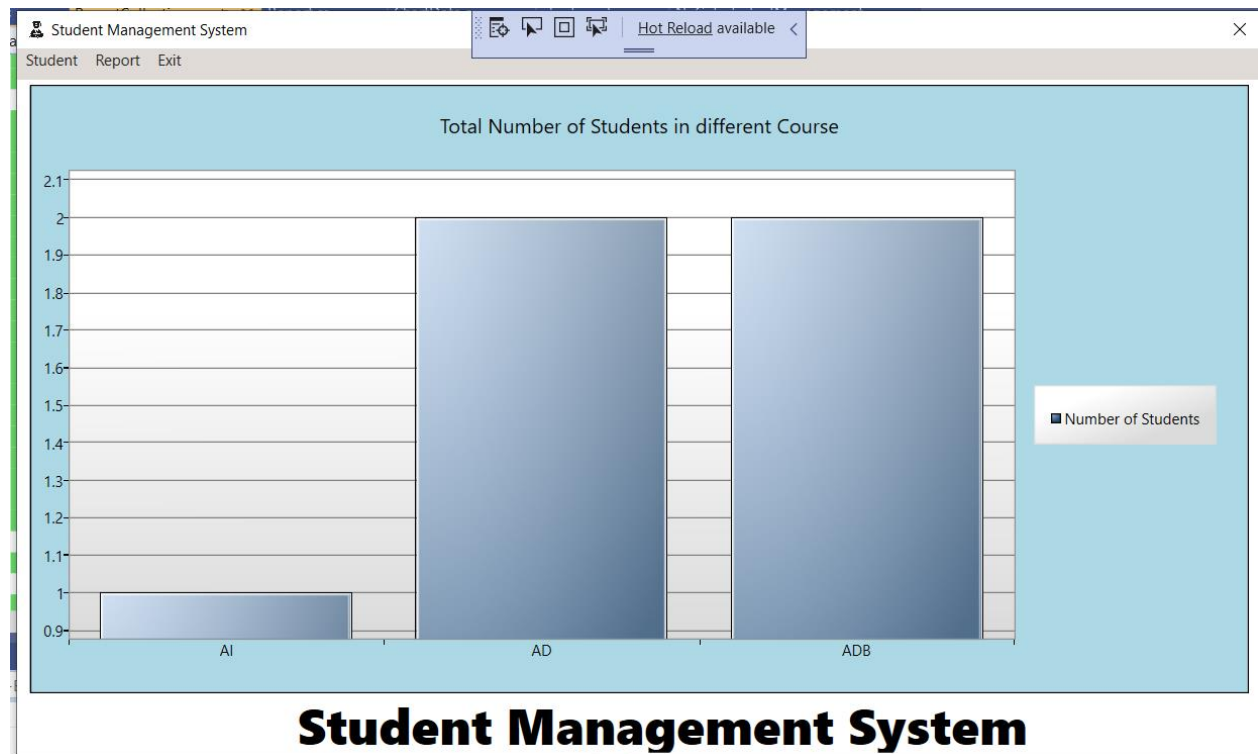 Student Management System
Hot Reload available
Student Report Exit
Total Number of Students in different Course
2.1
2
1.9
1.8
1.7
1.6
1.5
1.4
1.3
1.2
1.1
1
0.9
Number of Students
AI AD ADB
Student Management System